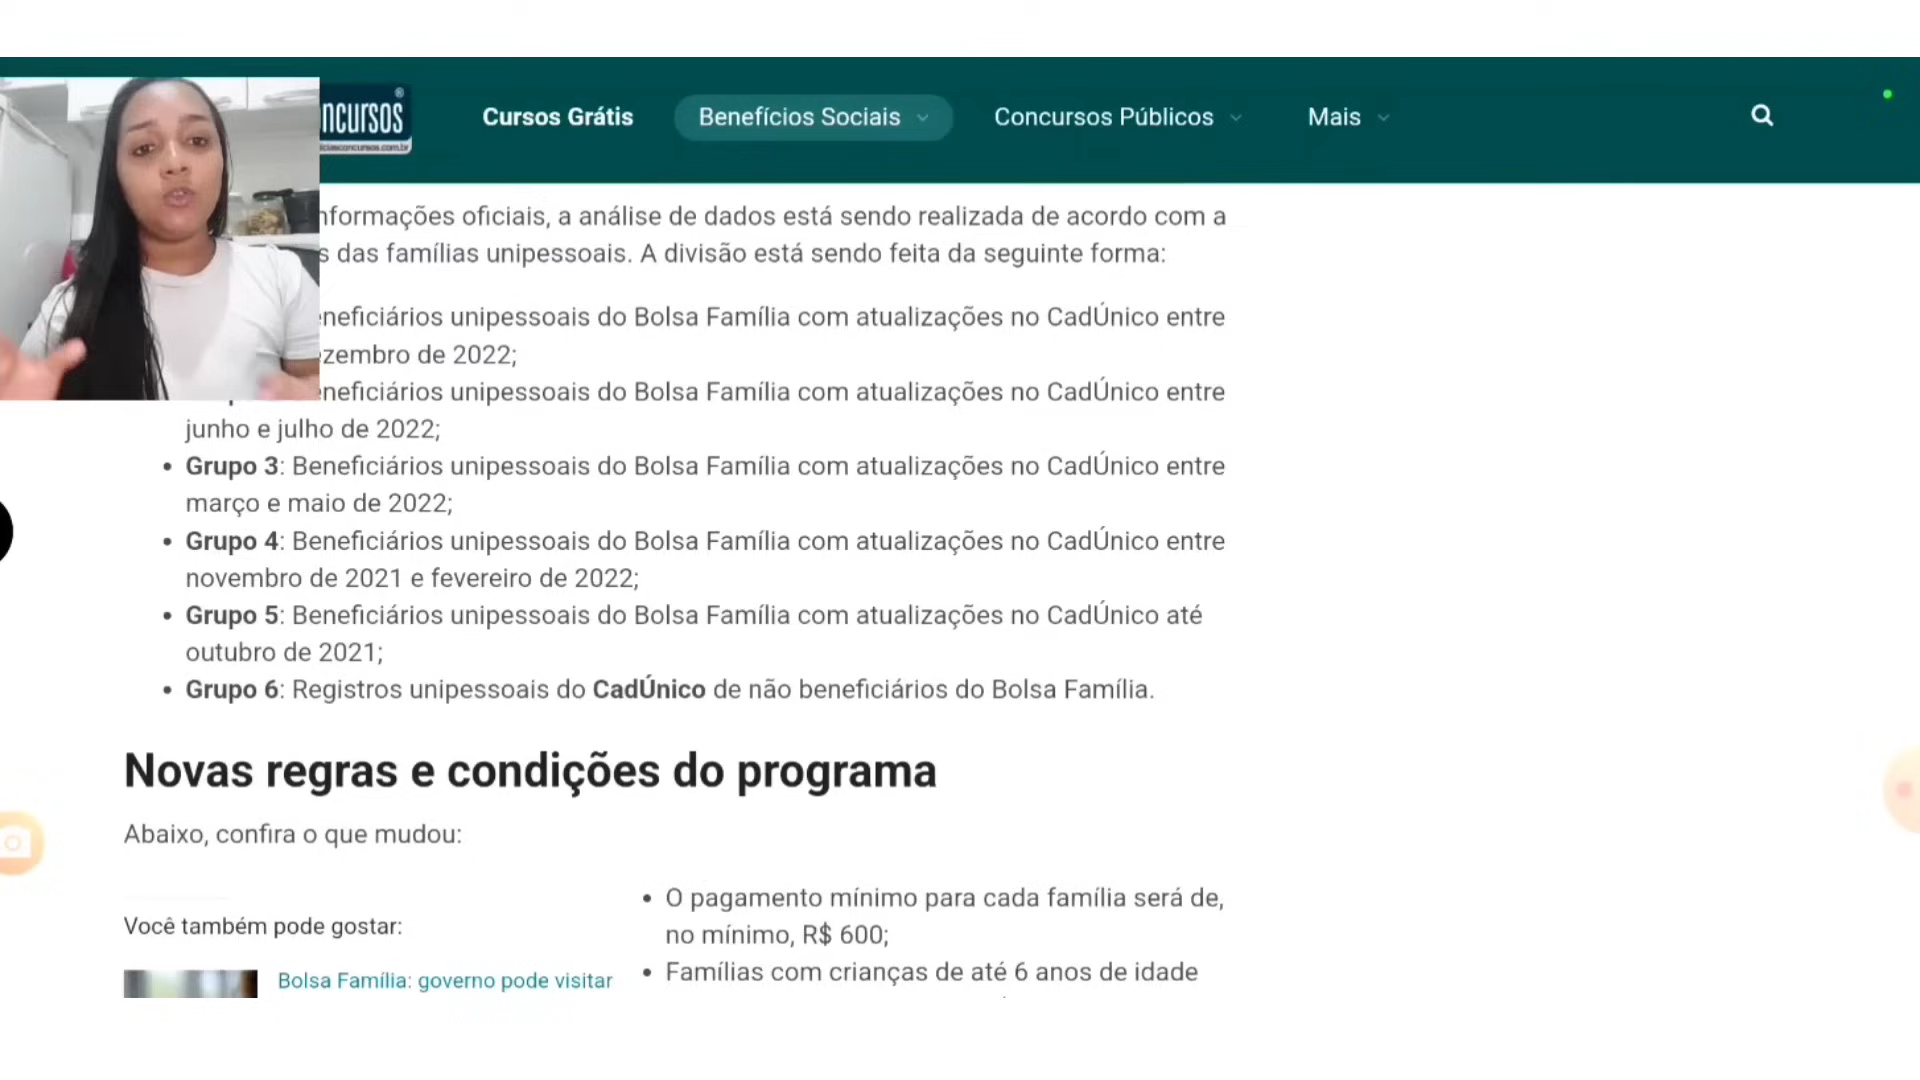 ncursos
Cursos Grátis
Benefícios Sociais
Concursos Públicos
Mais
nformações oficiais, a análise de dados está sendo realizada de acordo com a
s das famílias unipessoais. A divisão está sendo feita da seguinte forma:
neficiários unipessoais do Bolsa Família com atualizações no CadÚnico entre
zembro de 2022;
neficiários unipessoais do Bolsa Família com atualizações no CadÚnico entre
junho e julho de 2022;
• Grupo 3: Beneficiários unipessoais do Bolsa Família com atualizações no CadÚnico entre
março e maio de 2022;
• Grupo 4: Beneficiários unipessoais do Bolsa Família com atualizações no CadÚnico entre
novembro de 2021 e fevereiro de 2022;
• Grupo 5: Beneficiários unipessoais do Bolsa Família com atualizações no CadÚnico até
outubro de 2021;
• Grupo 6: Registros unipessoais do CadÚnico de não beneficiários do Bolsa Família.
Novas regras e condições do programa
Abaixo, confira o que mudou:
Você também pode gostar:
Bolsa Família: governo pode visitar
• O pagamento mínimo para cada família será de,
no mínimo, R$ 600;
• Famílias com crianças de até 6 anos de idade